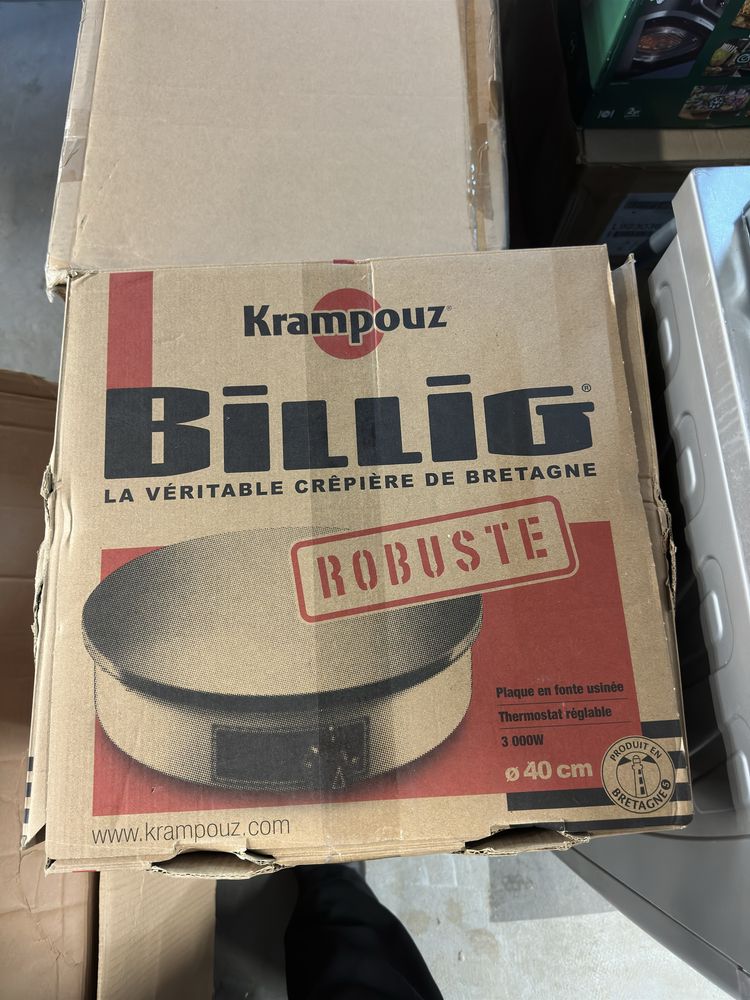 Krampouz®
BiLLiG®
LA VÉRITABLE CRÊPIÈRE DE BRETAGNE
ROBUSTE
Plaque en fonte usinée
Thermostat réglable
3 000W
ø 40 cm
PRODUIT EN
BRETAGNE
www.krampouz.com